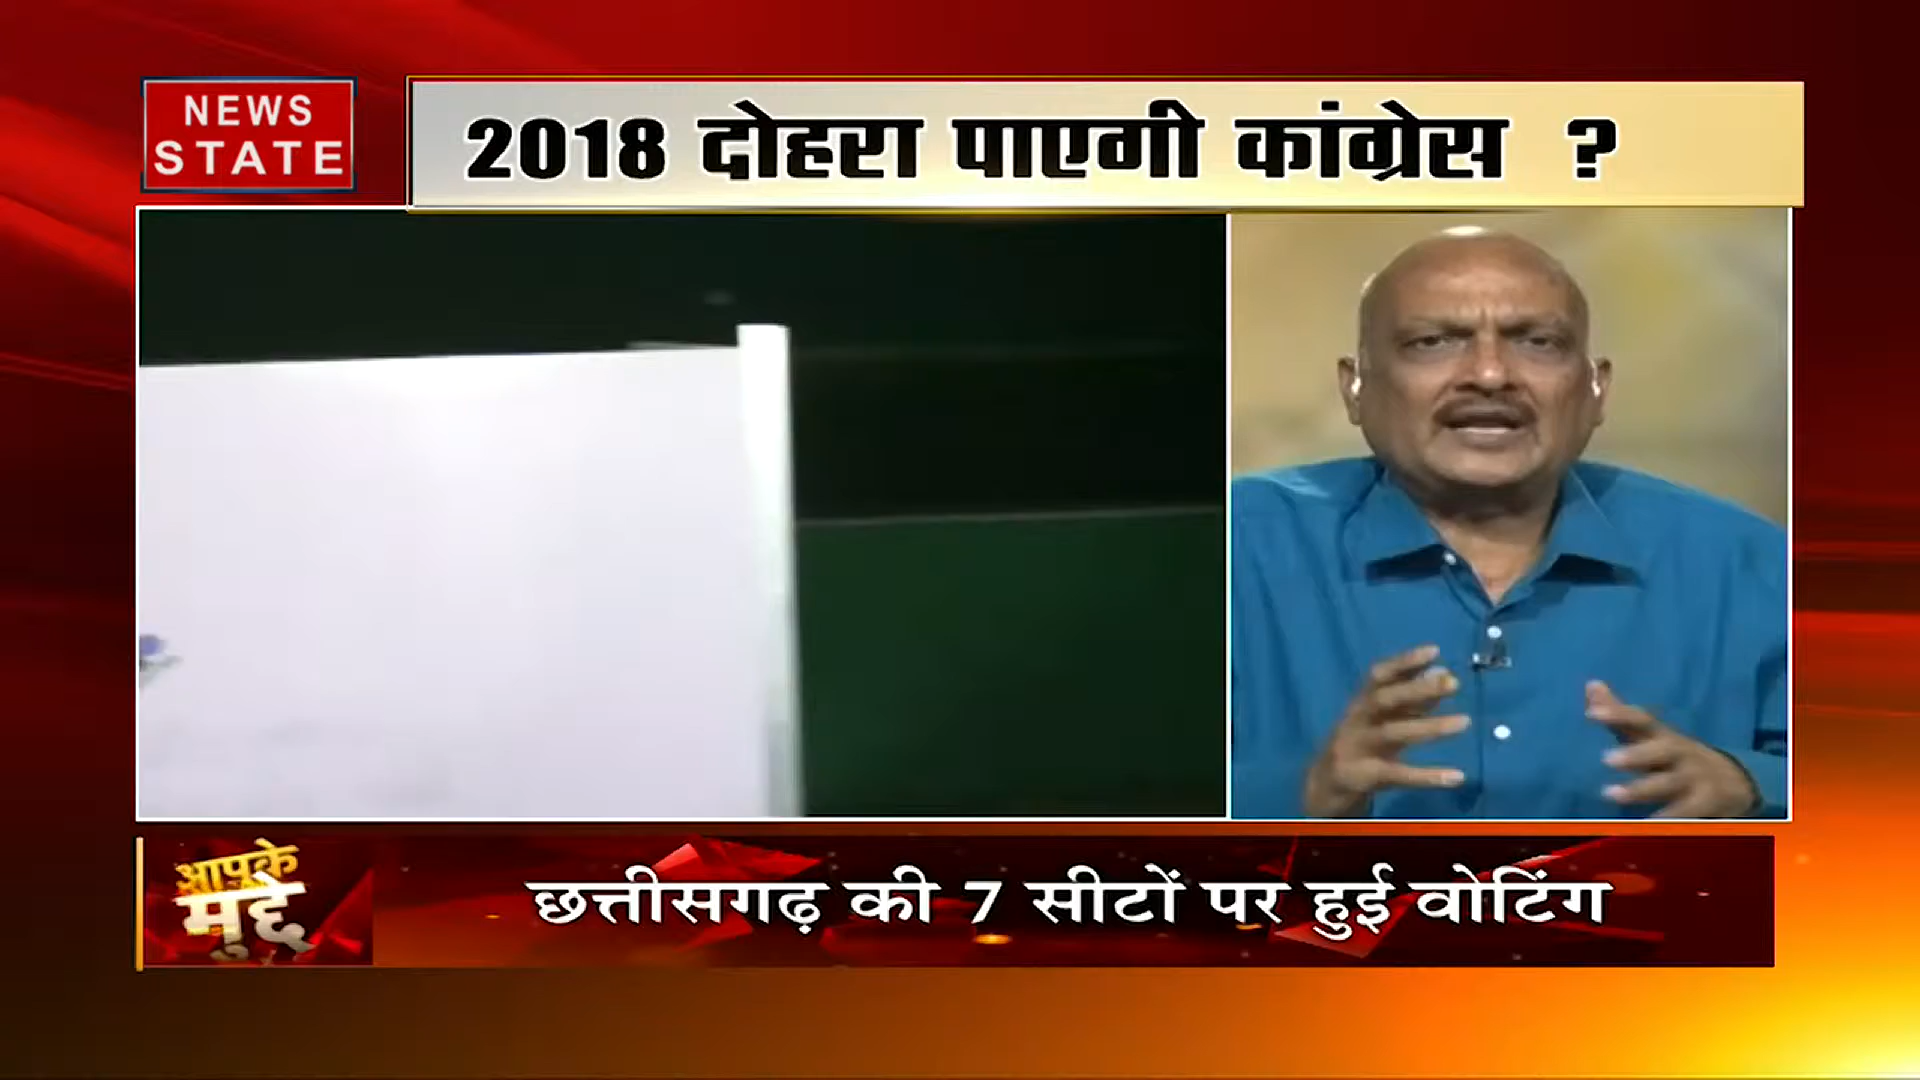 NEWS
STATE
2018 दोहरा पाएगी कांग्रेस ?
आपके
मुद्दे
छत्तीसगढ़ की 7 सीटों पर हुई वोटिंग